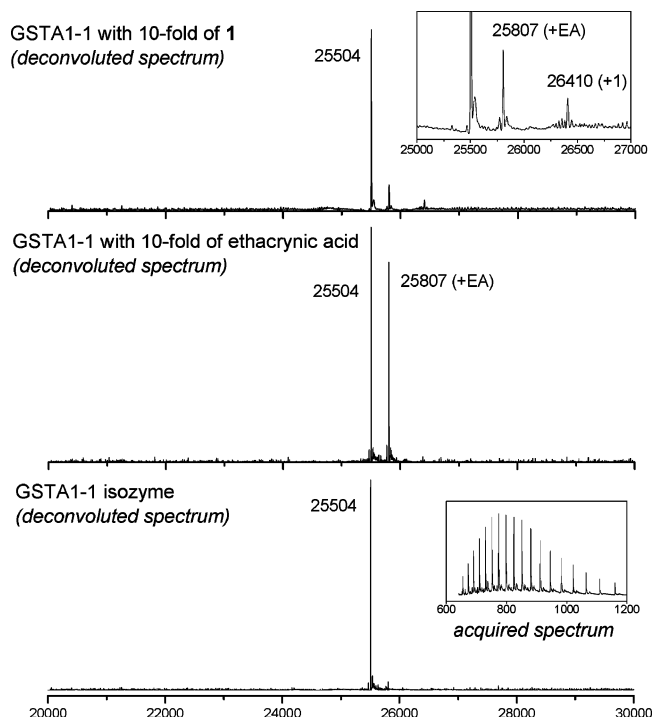 GSTA1-1 with 10-fold of 1
(deconvoluted spectrum)
25504
25807 (+EA)
26410 (+1)
25000 25500 26000 26500 27000
GSTA1-1 with 10-fold of ethacrynic acid
(deconvoluted spectrum)
25504
25807 (+EA)
GSTA1-1 isozyme
(deconvoluted spectrum)
25504
600 800 1000 1200
acquired spectrum
20000 22000 24000 26000 28000 30000